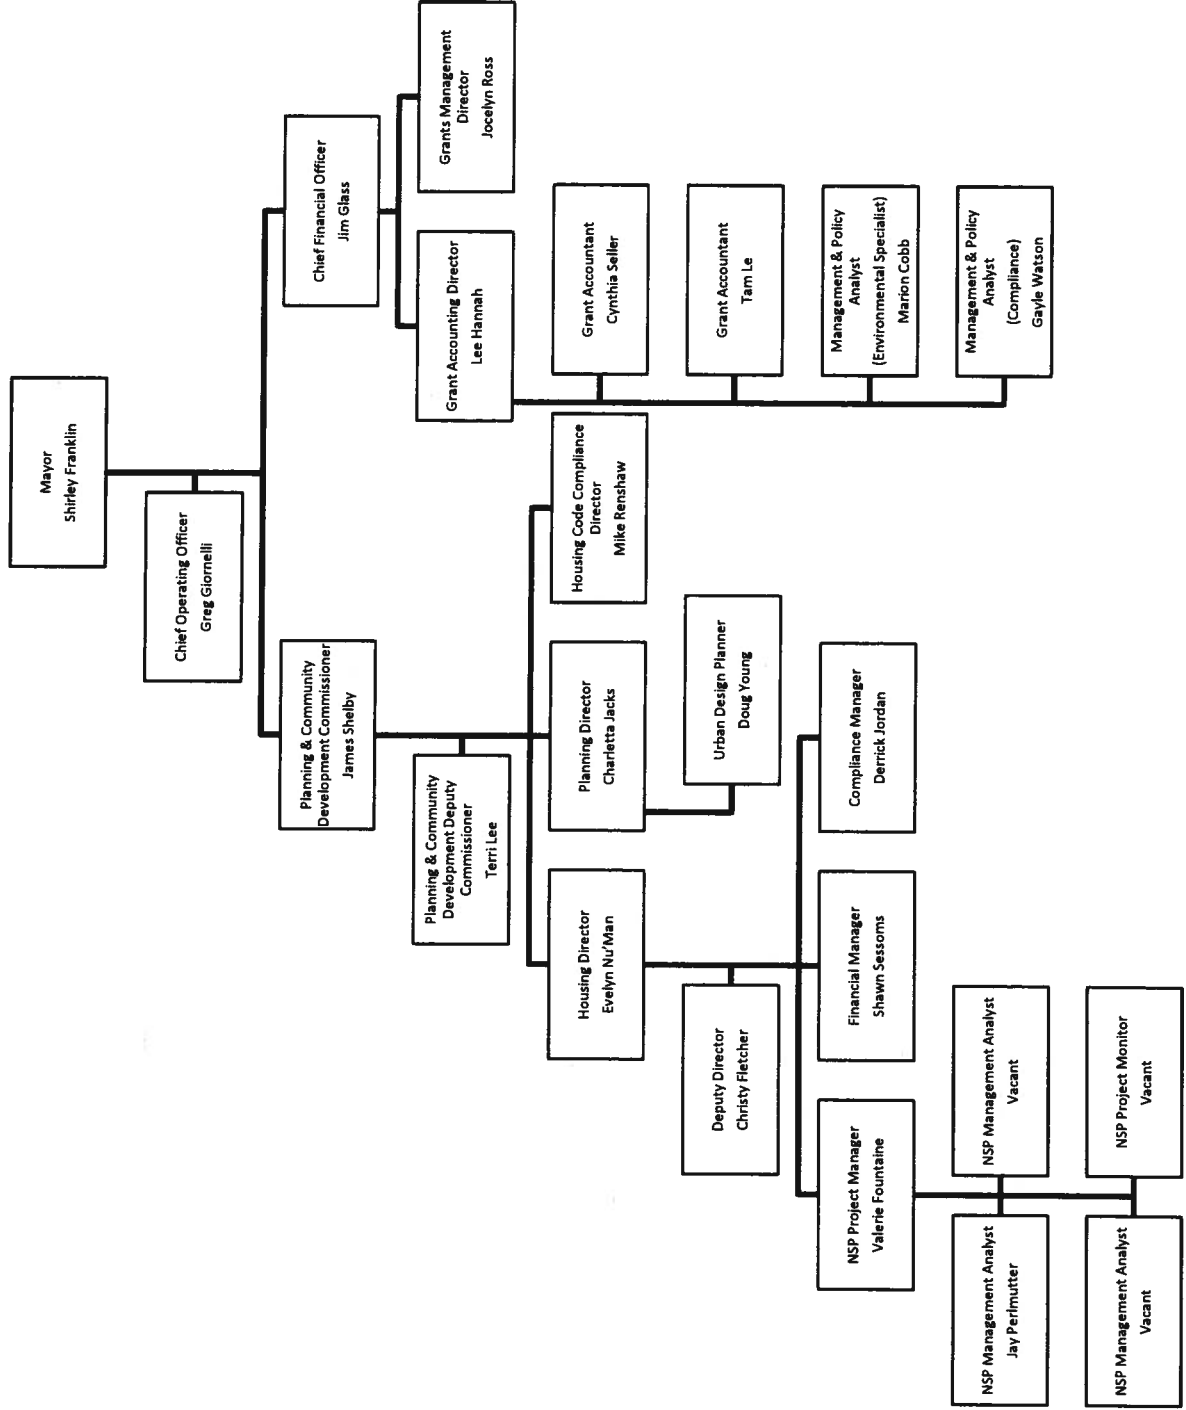 Mayor
Shirley Franklin
Chief Operating Officer
Greg Giornelli
Planning & Community
Development Commissioner
James Shelby
Chief Financial Officer
Jim Glass
Planning & Community
Development Deputy
Commissioner
Terri Lee
Grant Accounting Director
Lee Hannah
Grants Management
Director
Jocelyn Ross
Housing Director
Evelyn Nu'Man
Planning Director
Charletta Jacks
Housing Code Compliance
Director
Mike Renshaw
Grant Accountant
Cynthia Seller
Deputy Director
Christy Fletcher
Urban Design Planner
Doug Young
Grant Accountant
Tam Le
NSP Project Manager
Valerie Fountaine
Financial Manager
Shawn Sessoms
Compliance Manager
Derrick Jordan
Management & Policy
Analyst
(Environmental Specialist)
Marion Cobb
NSP Management Analyst
Jay Perlmutter
NSP Management Analyst
Vacant
Management & Policy
Analyst
(Compliance)
Gayle Watson
NSP Management Analyst
Vacant
NSP Project Monitor
Vacant